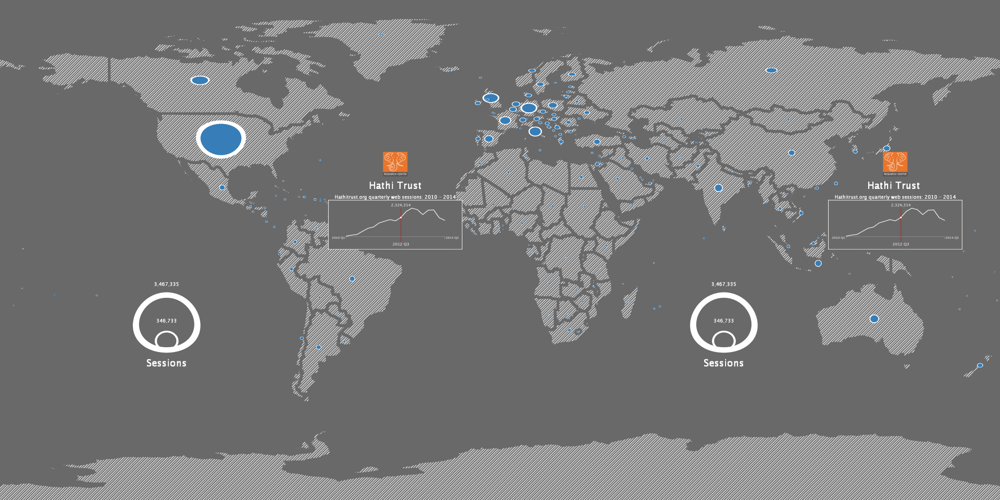 RESEARCH CENTER
Hathi Trust
Hathitrust.org quarterly web sessions: 2010 – 2014
2,324,314
2010 Q1
2014 Q3
2012 Q3
RESEARCH CENTER
Hathi Trust
Hathitrust.org quarterly web sessions: 2010 – 2014
2,324,314
2010 Q1
2014 Q3
2012 Q3
3,467,335
346,733
Sessions
3,467,335
346,733
Sessions